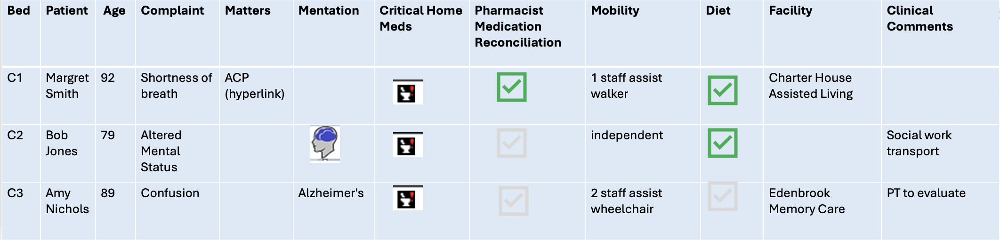 Bed Patient Age Complaint Matters Mentation Critical Home Meds Pharmacist Medication Reconciliation Mobility Diet Facility Clinical Comments
C1 Margret Smith 92 Shortness of breath ACP (hyperlink) 1 staff assist walker Charter House Assisted Living
C2 Bob Jones 79 Altered Mental Status independent Social work transport
C3 Amy Nichols 89 Confusion Alzheimer's 2 staff assist wheelchair Edenbrook Memory Care PT to evaluate